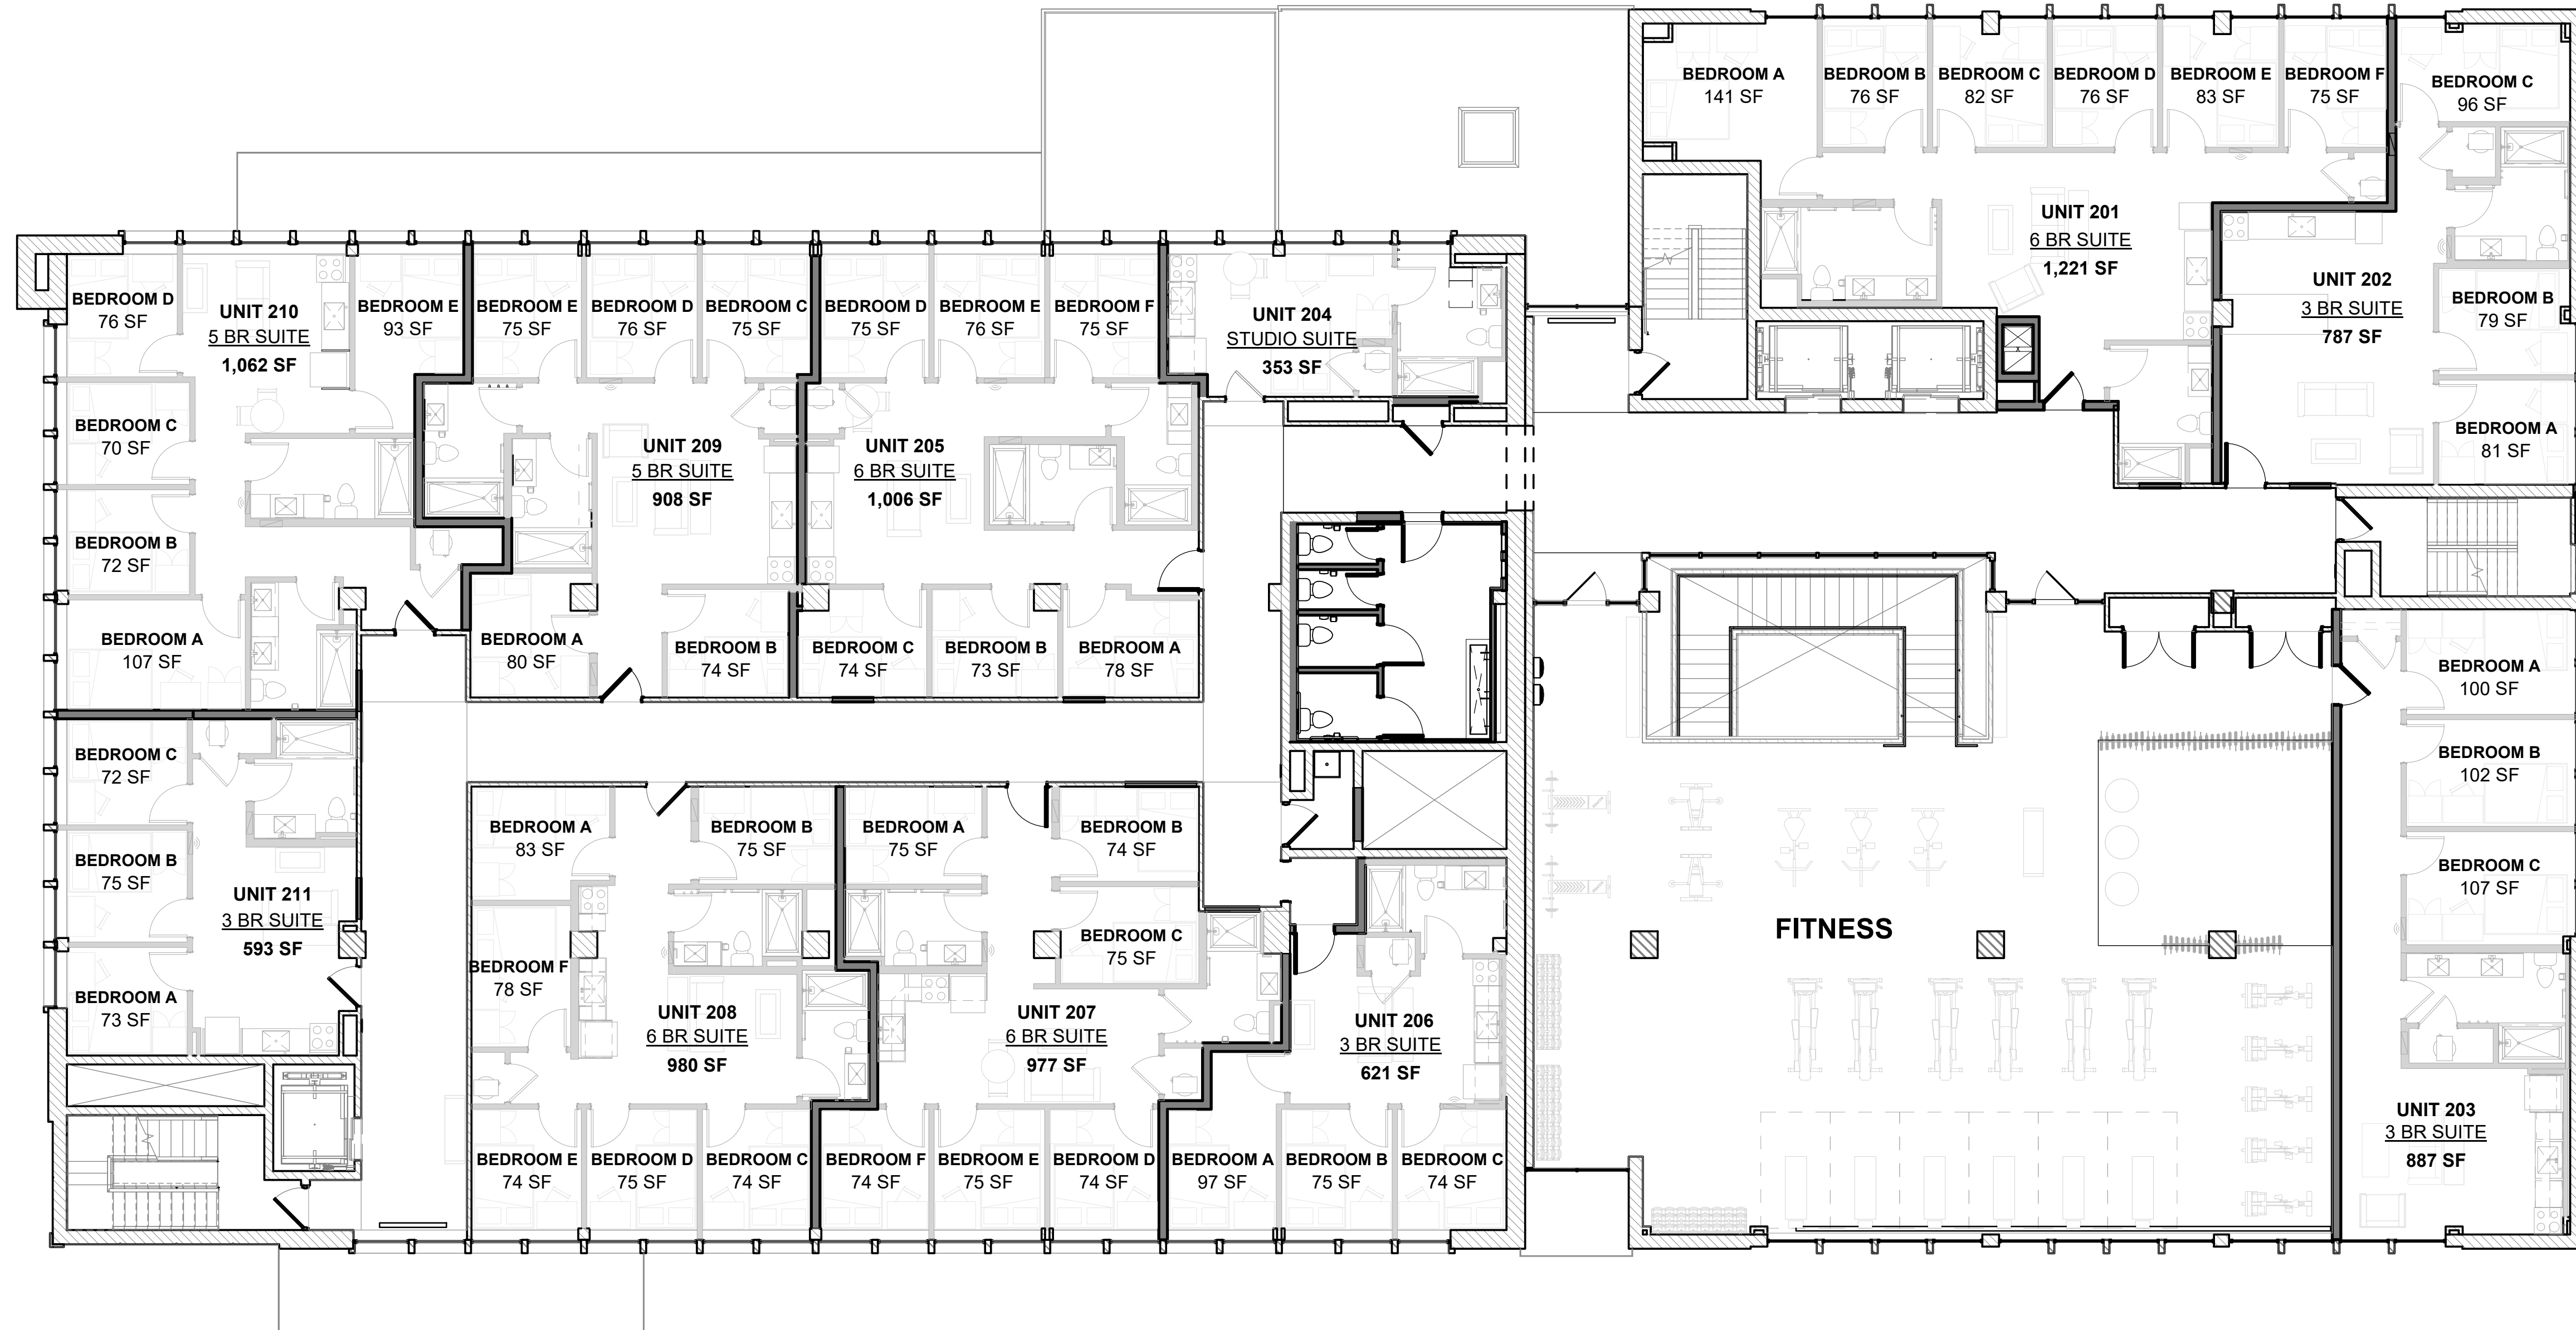 BEDROOM A
141 SF
BEDROOM B
76 SF
BEDROOM C
82 SF
BEDROOM D
76 SF
BEDROOM E
83 SF
BEDROOM F
75 SF
BEDROOM C
96 SF
UNIT 201
6 BR SUITE
1,221 SF
UNIT 202
3 BR SUITE
787 SF
BEDROOM B
79 SF
BEDROOM A
81 SF
BEDROOM D
76 SF
UNIT 210
5 BR SUITE
1,062 SF
BEDROOM E
93 SF
BEDROOM E
75 SF
BEDROOM D
76 SF
BEDROOM C
75 SF
BEDROOM D
75 SF
BEDROOM E
76 SF
BEDROOM F
75 SF
UNIT 204
STUDIO SUITE
353 SF
BEDROOM C
70 SF
UNIT 209
5 BR SUITE
908 SF
UNIT 205
6 BR SUITE
1,006 SF
BEDROOM B
72 SF
BEDROOM A
107 SF
BEDROOM A
80 SF
BEDROOM B
74 SF
BEDROOM C
74 SF
BEDROOM B
73 SF
BEDROOM A
78 SF
BEDROOM A
100 SF
BEDROOM B
102 SF
BEDROOM C
107 SF
BEDROOM C
72 SF
BEDROOM B
75 SF
UNIT 211
3 BR SUITE
593 SF
BEDROOM A
73 SF
BEDROOM A
83 SF
BEDROOM B
75 SF
BEDROOM A
75 SF
BEDROOM B
74 SF
BEDROOM C
75 SF
BEDROOM F
78 SF
FITNESS
UNIT 208
6 BR SUITE
980 SF
UNIT 207
6 BR SUITE
977 SF
UNIT 206
3 BR SUITE
621 SF
UNIT 203
3 BR SUITE
887 SF
BEDROOM E
74 SF
BEDROOM D
75 SF
BEDROOM C
74 SF
BEDROOM F
74 SF
BEDROOM E
75 SF
BEDROOM D
74 SF
BEDROOM A
97 SF
BEDROOM B
75 SF
BEDROOM C
74 SF